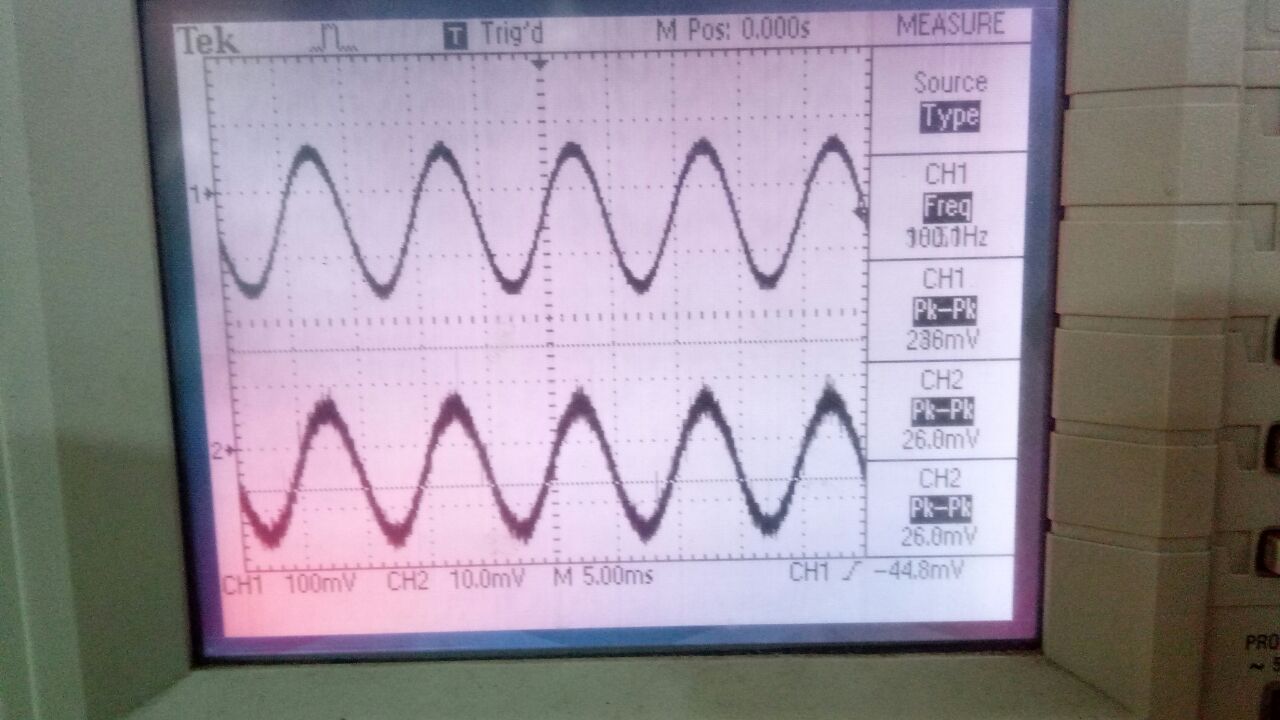 Tek T Trig'd M Pos: 0.000s MEASURE
Source
Type
CH1
Freq
1
CH1
Pk-Pk
CH2
Pk-Pk
26.0mV
2
CH2
Pk-Pk
26.0mV
CH1 100mV CH2 10.0mV M 5.00ms CH1 -44.8mV
PRO